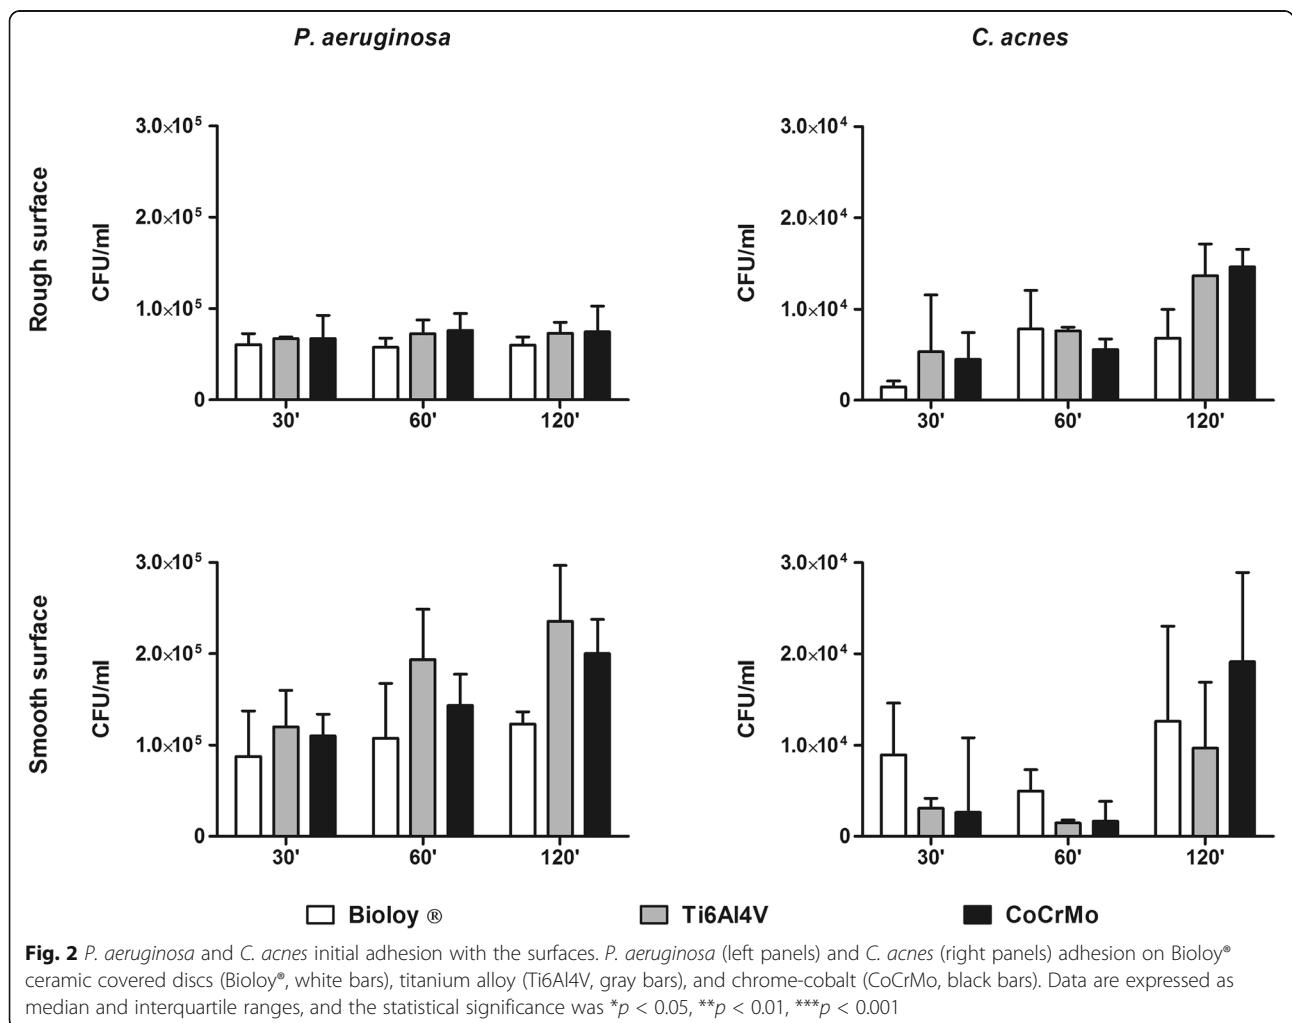 P. aeruginosa
C. acnes
Rough surface
CFU/ml
3.0×10⁵
2.0×10⁵
1.0×10⁵
0
30' 60' 120'
CFU/ml
3.0×10⁴
2.0×10⁴
1.0×10⁴
0
30' 60' 120'
Smooth surface
CFU/ml
3.0×10⁵
2.0×10⁵
1.0×10⁵
0
30' 60' 120'
CFU/ml
3.0×10⁴
2.0×10⁴
1.0×10⁴
0
30' 60' 120'
Bioloy ® Ti6Al4V CoCrMo
Fig. 2 P. aeruginosa and C. acnes initial adhesion with the surfaces. P. aeruginosa (left panels) and C. acnes (right panels) adhesion on Bioloy®
ceramic covered discs (Bioloy®, white bars), titanium alloy (Ti6Al4V, gray bars), and chrome-cobalt (CoCrMo, black bars). Data are expressed as
median and interquartile ranges, and the statistical significance was *p < 0.05, **p < 0.01, ***p < 0.001